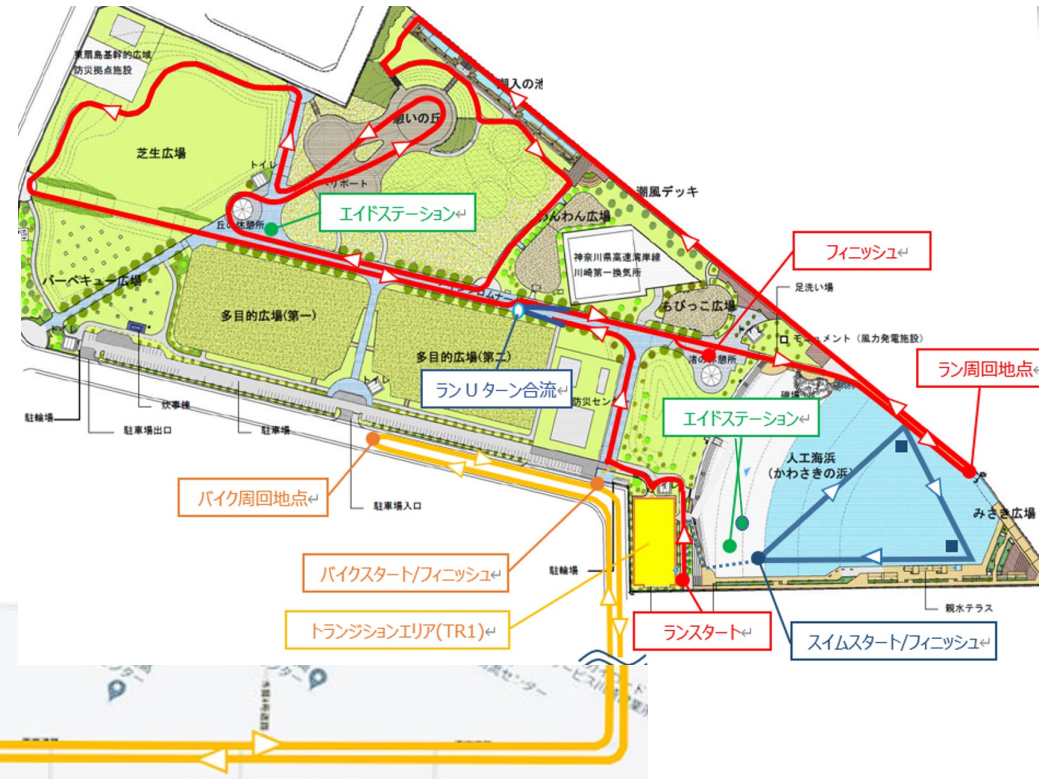 東扇島基幹的広域
防災拠点施設
潮入の池
憩いの丘
芝生広場
トイレ
エイドステーション
丘の休憩所
わんわん広場
潮風デッキ
神奈川県高速湾岸線
川崎第一換気所
フィニッシュ
足洗い場
バーベキュー広場
多目的広場(第一)
多目的広場(第二)
ちびっこ広場
モニュメント(風力発電施設)
渚の休憩所
ランUターン合流
ラン周回地点
トイレ
トイレ
エイドステーション
磯場
駐輪場
炊事棟
駐車場出口
駐車場
人工海浜
(かわさきの浜)
バイク周回地点
駐車場入口
みさき広場
バイクスタート/フィニッシュ
駐輪場
親水テラス
トランジションエリア(TR1)
ランスタート
スイムスタート/フィニッシュ